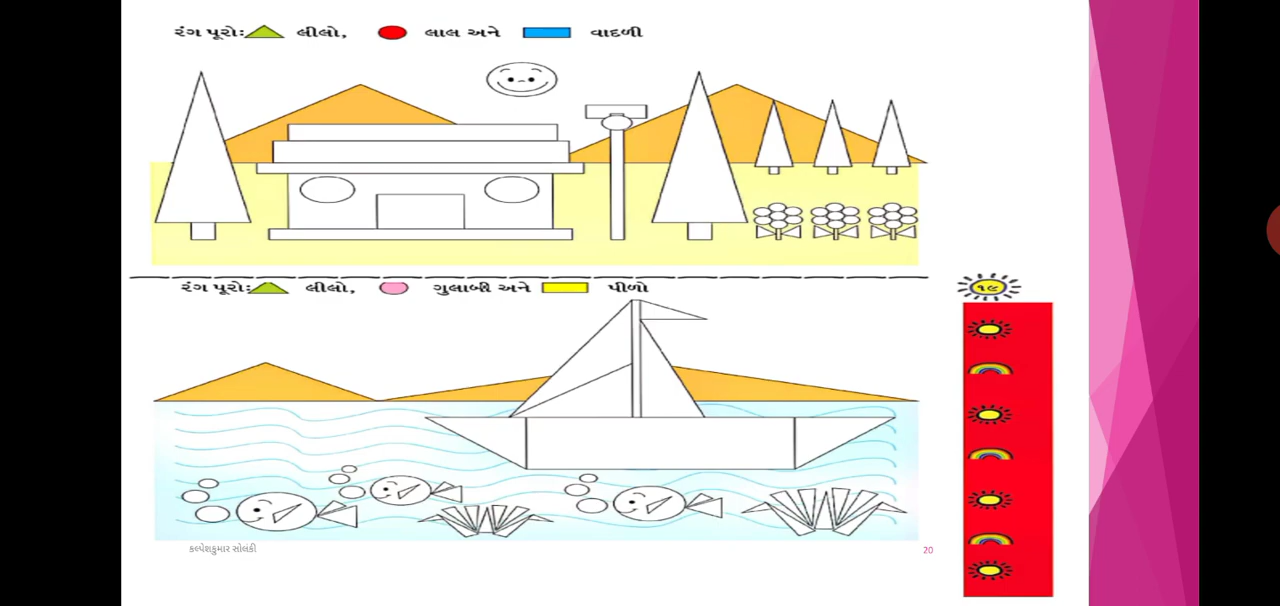 રંગ પૂરોઃ લીલો, લાલ અને વાદળી
રંગ પૂરોઃ લીલો, ગુલાબી અને પીળો
૧૯
કલ્પેશકુમાર સોલંકી
20